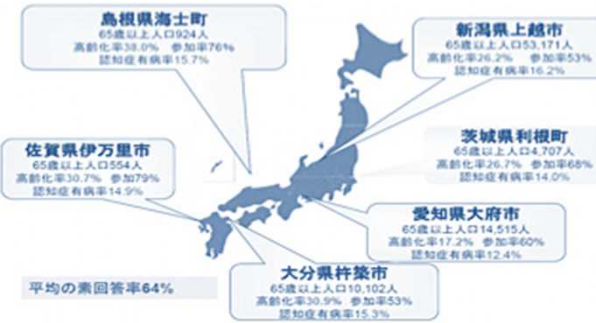 島根県海士町
65歳以上人口924人
高齢化率38.0% 参加率76%
認知症有病率15.7%
新潟県上越市
65歳以上人口53,171人
高齢化率26.2% 参加率53%
認知症有病率16.2%
佐賀県伊万里市
65歳以上人口554人
高齢化率30.7% 参加79%
認知症有病率14.9%
茨城県利根町
65歳以上人口4,707人
高齢化率26.7% 参加率68%
認知症有病率14.0%
愛知県大府市
65歳以上人口14,515人
高齢化率17.2% 参加率60%
認知症有病率12.4%
大分県杵築市
65歳以上人口10,102人
高齢化率30.9% 参加率53%
認知症有病率15.3%
平均の素回答率64%